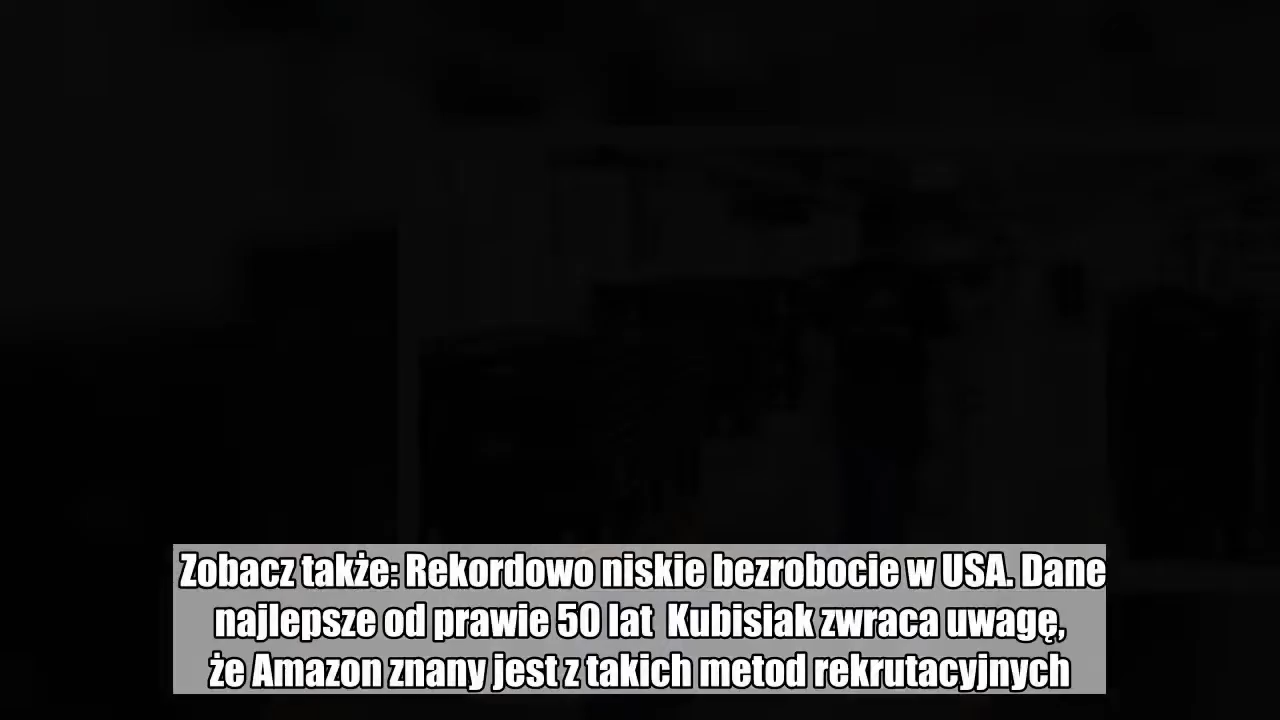 Zobacz także: Rekordowo niskie bezrobocie w USA. Dane
najlepsze od prawie 50 lat  Kubisiak zwraca uwagę,
że Amazon znany jest z takich metod rekrutacyjnych